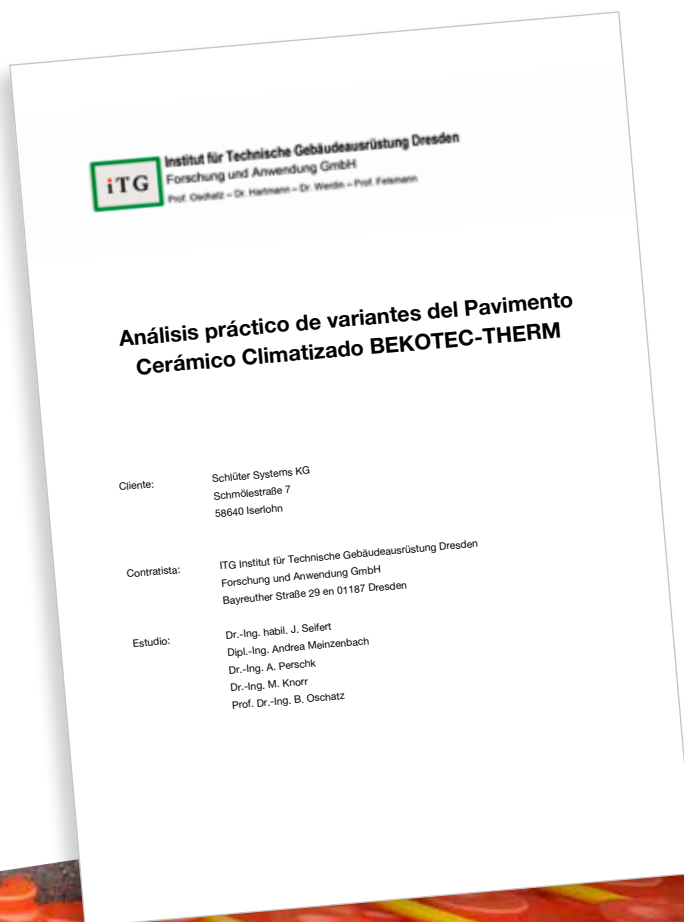 iTG
Institut für Technische Gebäudeausrüstung Dresden
Forschung und Anwendung GmbH
Prof. Oschatz – Dr. Hartmann – Dr. Werdin – Prof. Felsmann
Análisis práctico de variantes del Pavimento
Cerámico Climatizado BEKOTEC-THERM
Cliente: Schlüter Systems KG
Schmölestraße 7
58640 Iserlohn
Contratista: ITG Institut für Technische Gebäudeausrüstung Dresden
Forschung und Anwendung GmbH
Bayreuther Straße 29 en 01187 Dresden
Estudio: Dr.-Ing. habil. J. Seifert
Dipl.-Ing. Andrea Meinzenbach
Dr.-Ing. A. Perschk
Dr.-Ing. M. Knorr
Prof. Dr.-Ing. B. Oschatz